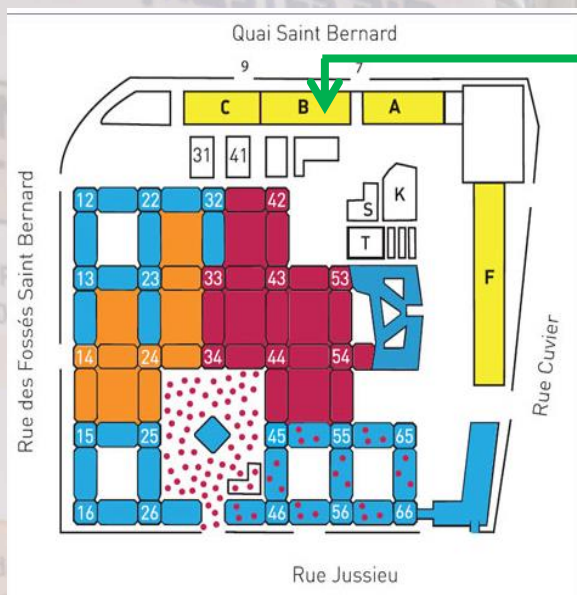 Quai Saint Bernard
9 7
C B A
31 41
K
S
T
F
12 22 32 42
13 23 33 43 53
14 24 34 44 54
15 25 45 55 65
16 26 46 56 66
Rue des Fossés Saint Bernard
Rue Cuvier
Rue Jussieu